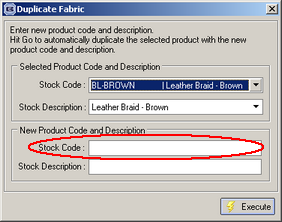 Duplicate Fabric
Enter new product code and description.
Hit Go to automatically duplicate the selected product with the new
product code and description.
Selected Product Code and Description
Stock Code : BL-BROWN | Leather Braid - Brown
Stock Description : Leather Braid - Brown
New Product Code and Description
Stock Code :
Stock Description :
Execute